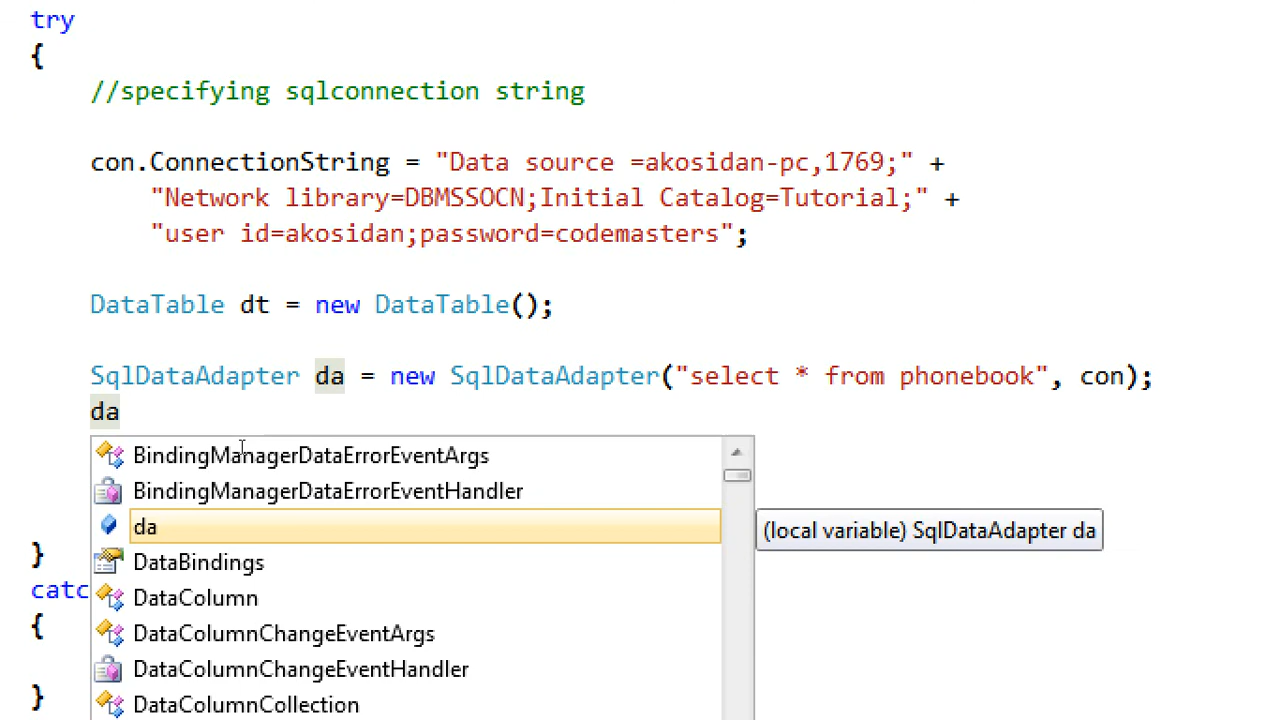 try
{
//specifying sqlconnection string
con.ConnectionString = "Data source =akosidan-pc,1769;" +
"Network library=DBMSSOCN;Initial Catalog=Tutorial;" +
"user id=akosidan;password=codemasters";
DataTable dt = new DataTable();
SqlDataAdapter da = new SqlDataAdapter("select * from phonebook", con);
da
BindingManagerDataErrorEventArgs
BindingManagerDataErrorEventHandler
da
(local variable) SqlDataAdapter da
}
DataBindings
catc
DataColumn
{
DataColumnChangeEventArgs
DataColumnChangeEventHandler
}
DataColumnCollection